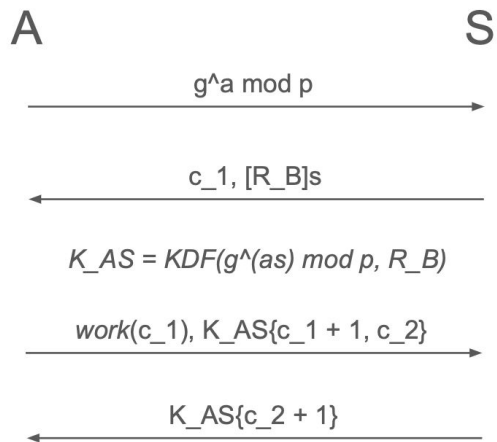 A S
g^a mod p
c_1, [R_B]s
K_AS = KDF(g^(as) mod p, R_B)
work(c_1), K_AS{c_1 + 1, c_2}
K_AS{c_2 + 1}